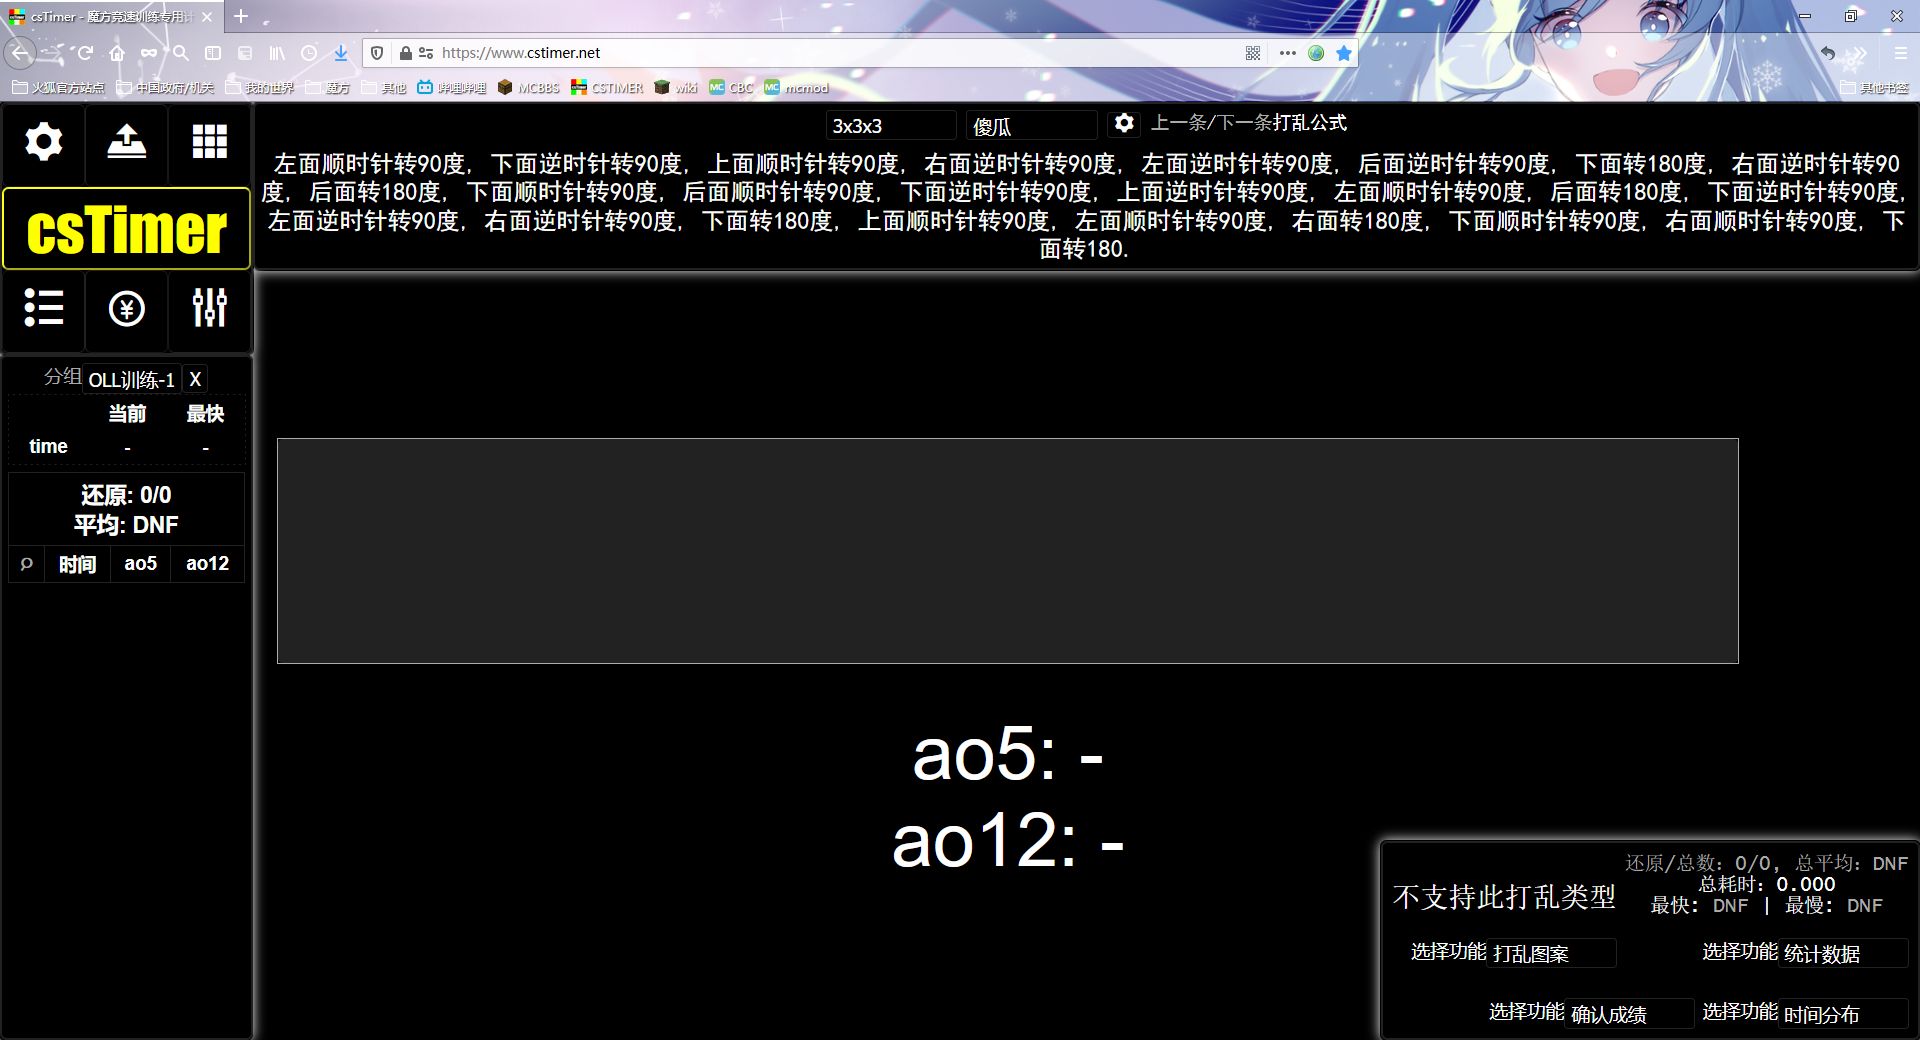 csTimer - 魔方竞速训练专用计
https://www.cstimer.net
火狐官方站点 中国政府/机关 我的世界 魔方 其他 哔哩哔哩 MCBBS CSTIMER wiki CBC mcmod 其他书签
3x3x3 傻瓜 上一条/下一条打乱公式
左面顺时针转90度, 下面逆时针转90度, 上面顺时针转90度, 右面逆时针转90度, 左面逆时针转90度, 后面逆时针转90度, 下面转180度, 右面逆时针转90
度, 后面转180度, 下面顺时针转90度, 后面顺时针转90度, 下面逆时针转90度, 上面逆时针转90度, 左面顺时针转90度, 后面转180度, 下面逆时针转90度,
左面逆时针转90度, 右面逆时针转90度, 下面转180度, 上面顺时针转90度, 左面顺时针转90度, 右面转180度, 下面顺时针转90度, 右面顺时针转90度, 下
面转180.
csTimer
分组 OLL训练-1 X
当前 最快
time - -
还原: 0/0
平均: DNF
时间 ao5 ao12
ao5: -
ao12: -
还原/总数: 0/0, 总平均: DNF
总耗时: 0.000
最快: DNF | 最慢: DNF
不支持此打乱类型
选择功能 打乱图案 选择功能 统计数据
选择功能 确认成绩 选择功能 时间分布